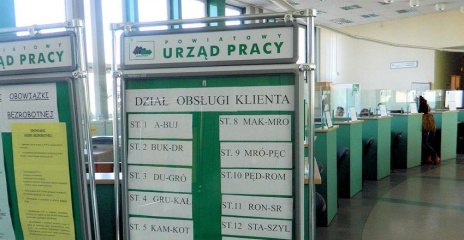 POWIATOWY
URZĄD PRACY
OBOWIĄZKI
BEZROBOTNEJ
POWIATOWY
URZĄD PRACY
DZIAŁ OBSŁUGI KLIENTA
ST. 1 A-BUJ
ST. 2 BUK-DR
ST. 3 DU-GRÓ
ST. 4 GRU-KAŁ
ST. 5 KAM-KOT
ST. 8 MAK-MRO
ST. 9 MRÓ-PĘC
ST.10 PĘD-ROM
ST.11 RON-SR
ST.12 STA-SZYL